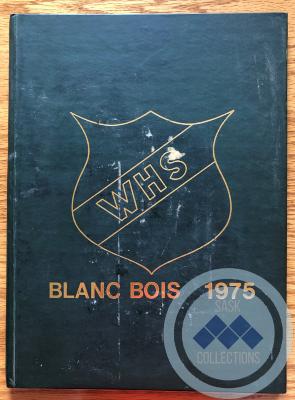 WHS
BLANC BOIS 1975
SASK
COLLECTIONS